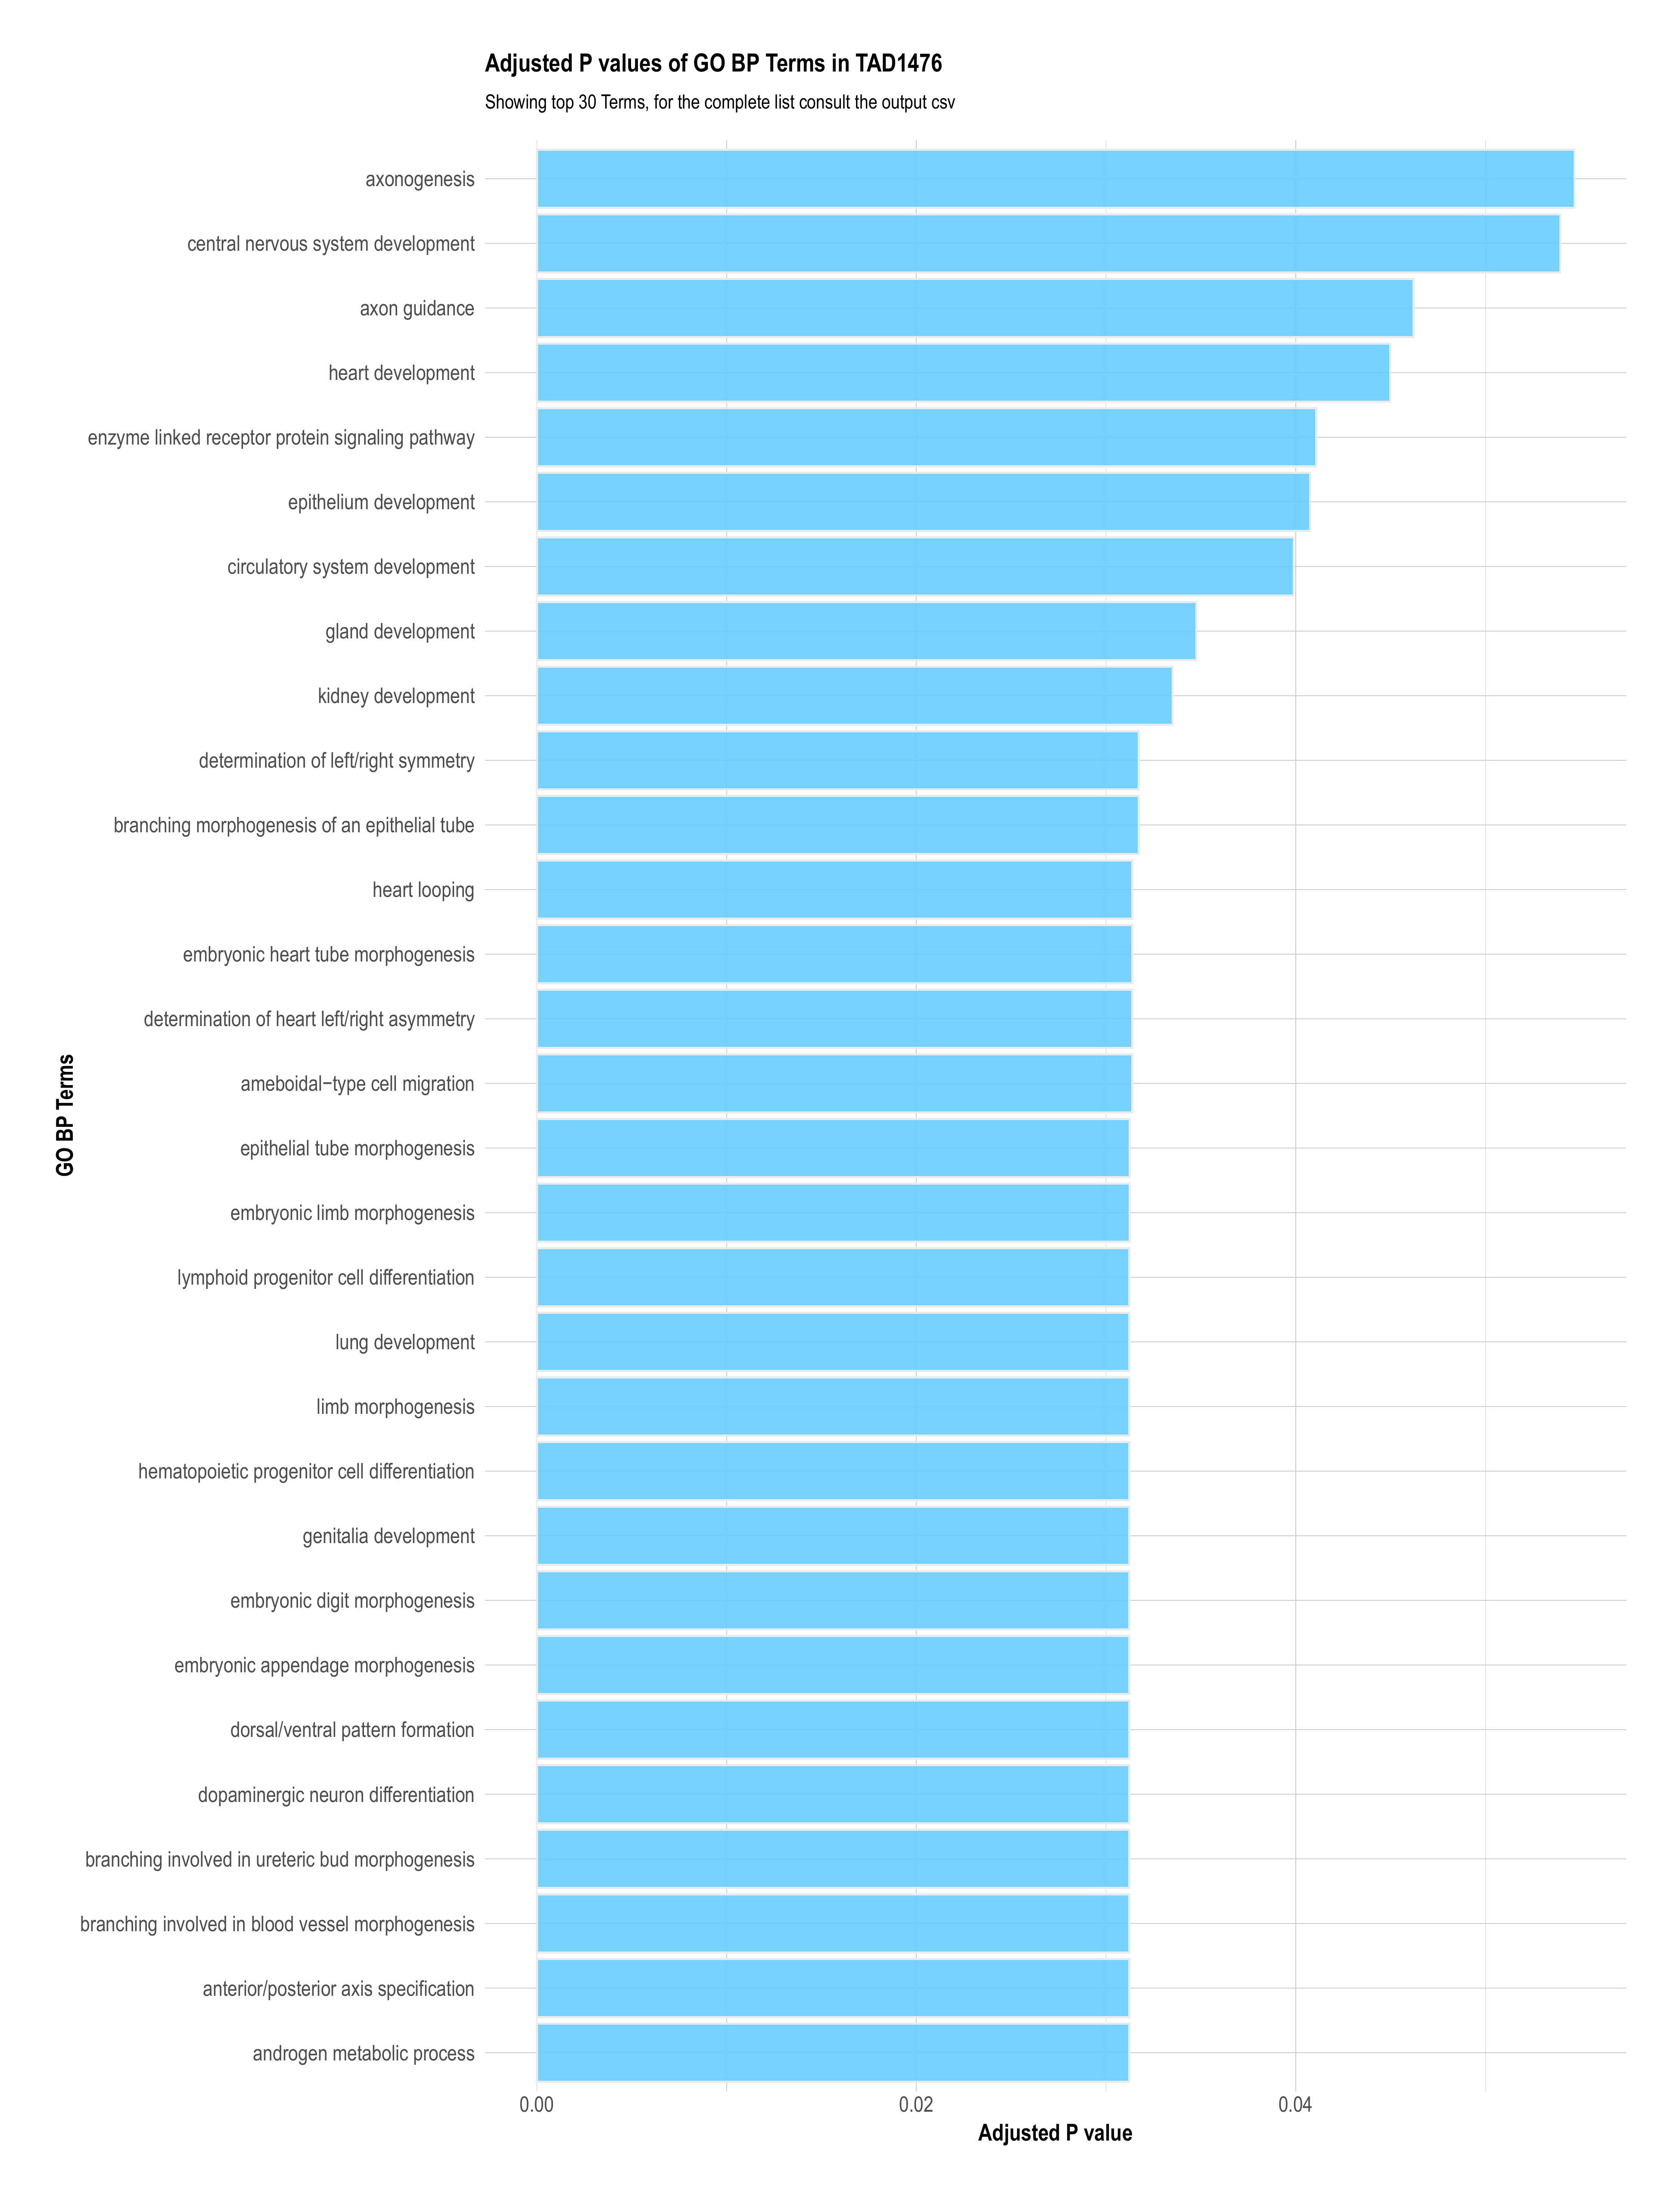 Adjusted P values of GO BP Terms in TAD1476
Showing top 30 Terms, for the complete list consult the output csv
axonogenesis
central nervous system development
axon guidance
heart development
enzyme linked receptor protein signaling pathway
epithelium development
circulatory system development
gland development
kidney development
determination of left/right symmetry
branching morphogenesis of an epithelial tube
heart looping
embryonic heart tube morphogenesis
determination of heart left/right asymmetry
ameboidal−type cell migration
epithelial tube morphogenesis
embryonic limb morphogenesis
lymphoid progenitor cell differentiation
lung development
limb morphogenesis
hematopoietic progenitor cell differentiation
genitalia development
embryonic digit morphogenesis
embryonic appendage morphogenesis
dorsal/ventral pattern formation
dopaminergic neuron differentiation
branching involved in ureteric bud morphogenesis
branching involved in blood vessel morphogenesis
anterior/posterior axis specification
androgen metabolic process
GO BP Terms
0.00 0.02 0.04
Adjusted P value